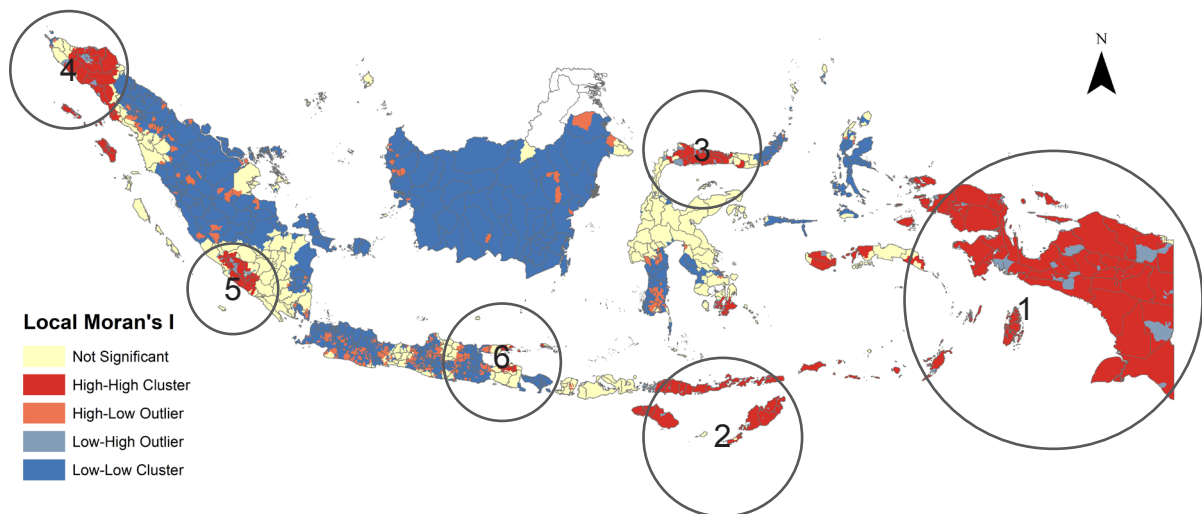 N
4
3
1
5
6
2
Local Moran's I
Not Significant
High-High Cluster
High-Low Outlier
Low-High Outlier
Low-Low Cluster